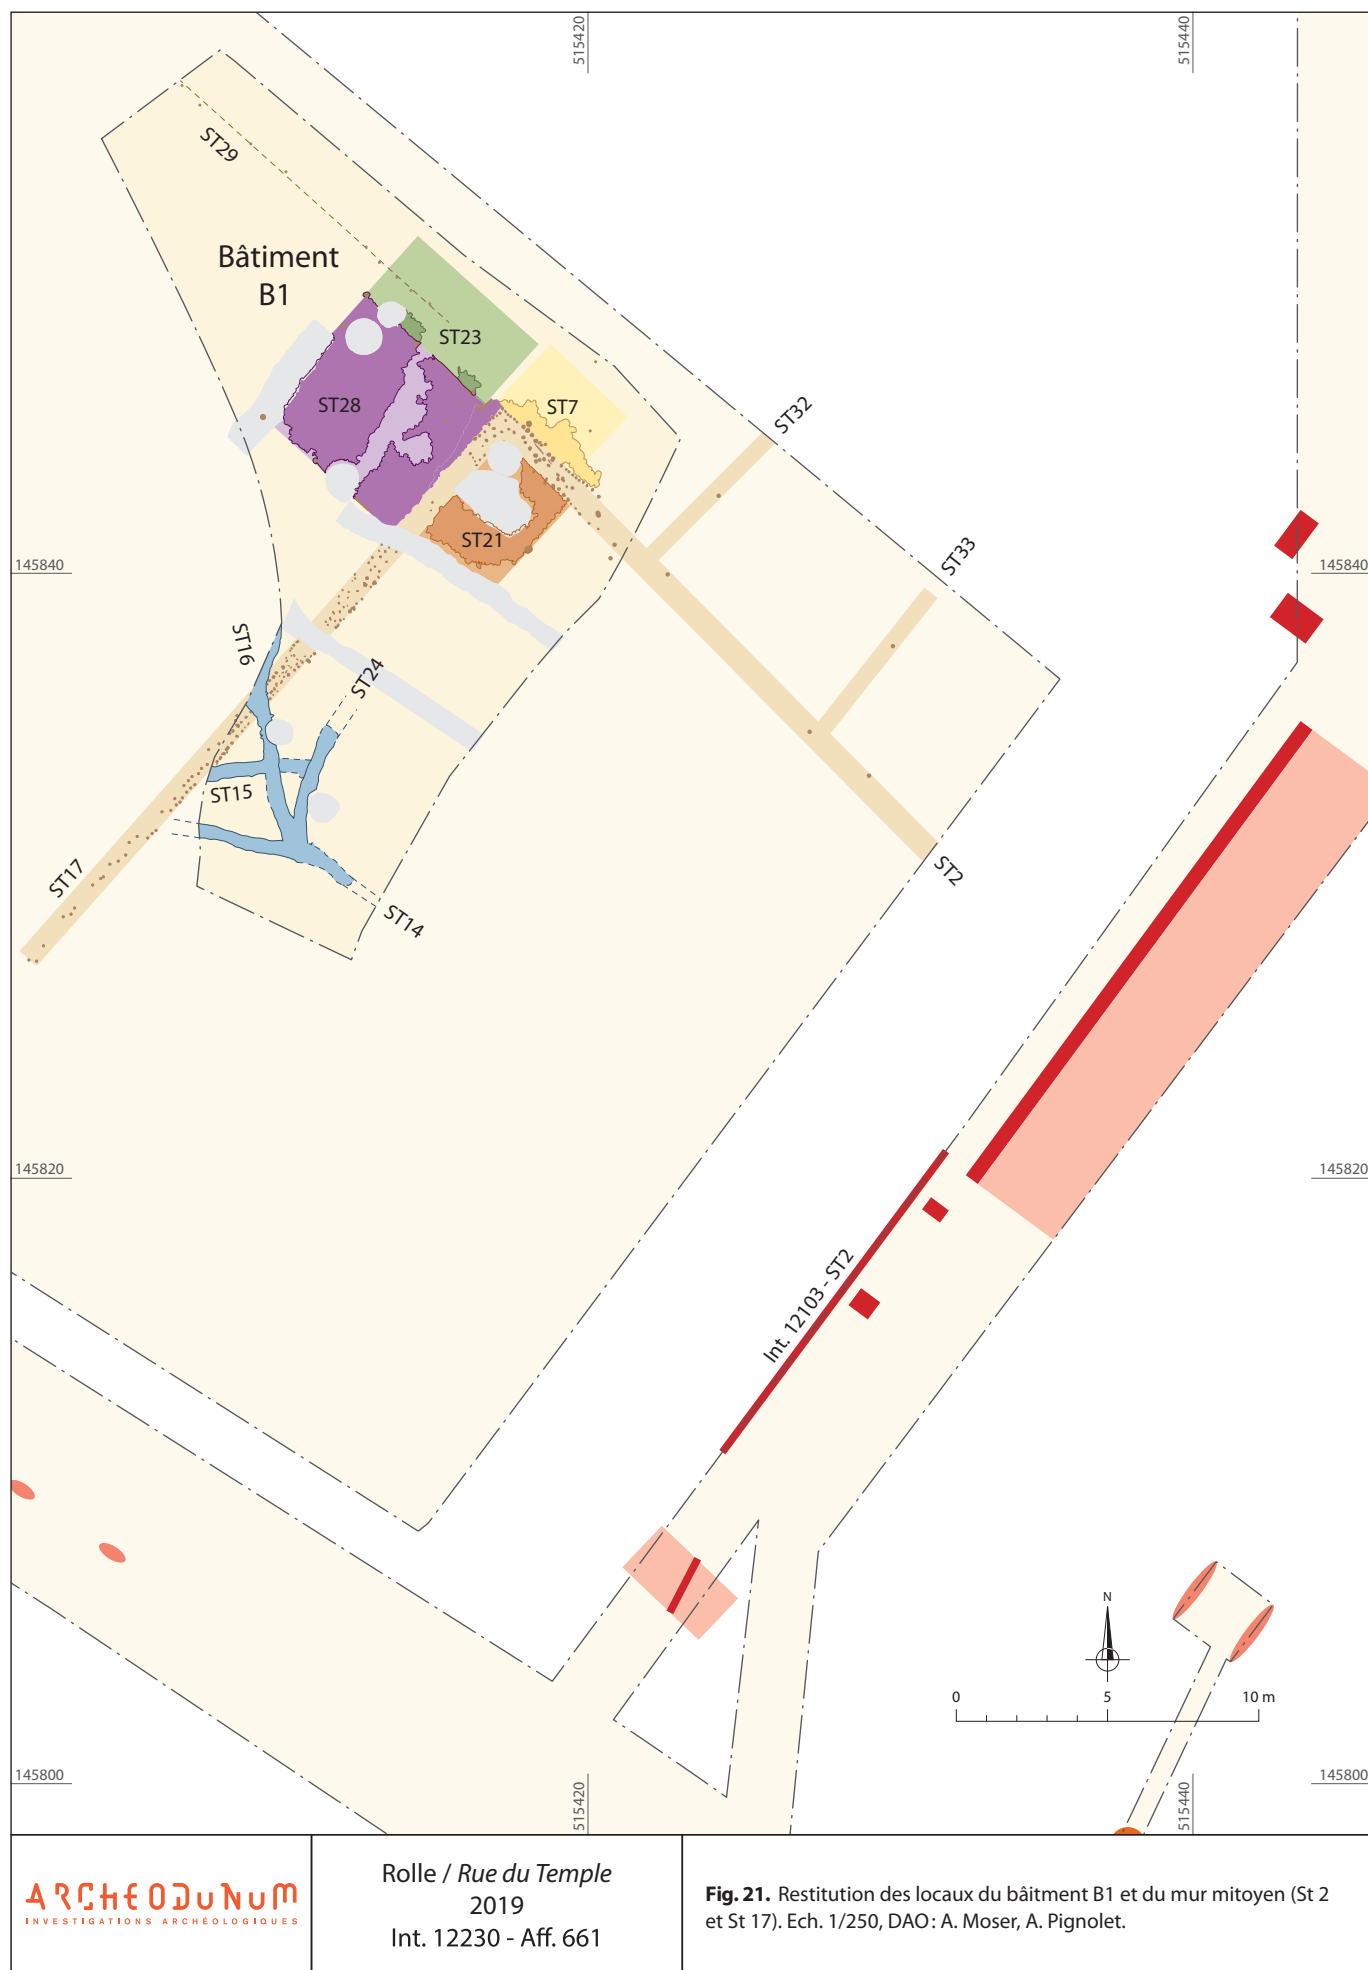 515420
515440
ST29
Bâtiment
B1
ST23
ST28
ST7
ST32
ST21
ST33
145840
145840
ST16
ST24
ST15
ST17
ST2
ST14
145820
145820
Int. 12103 - ST2
N
0 5 10 m
145800
145800
515420
515440
ARCHEODUNUM
INVESTIGATIONS ARCHÉOLOGIQUES
Rolle / Rue du Temple
2019
Int. 12230 - Aff. 661
Fig. 21. Restitution des locaux du bâitment B1 et du mur mitoyen (St 2
et St 17). Ech. 1/250, DAO : A. Moser, A. Pignolet.